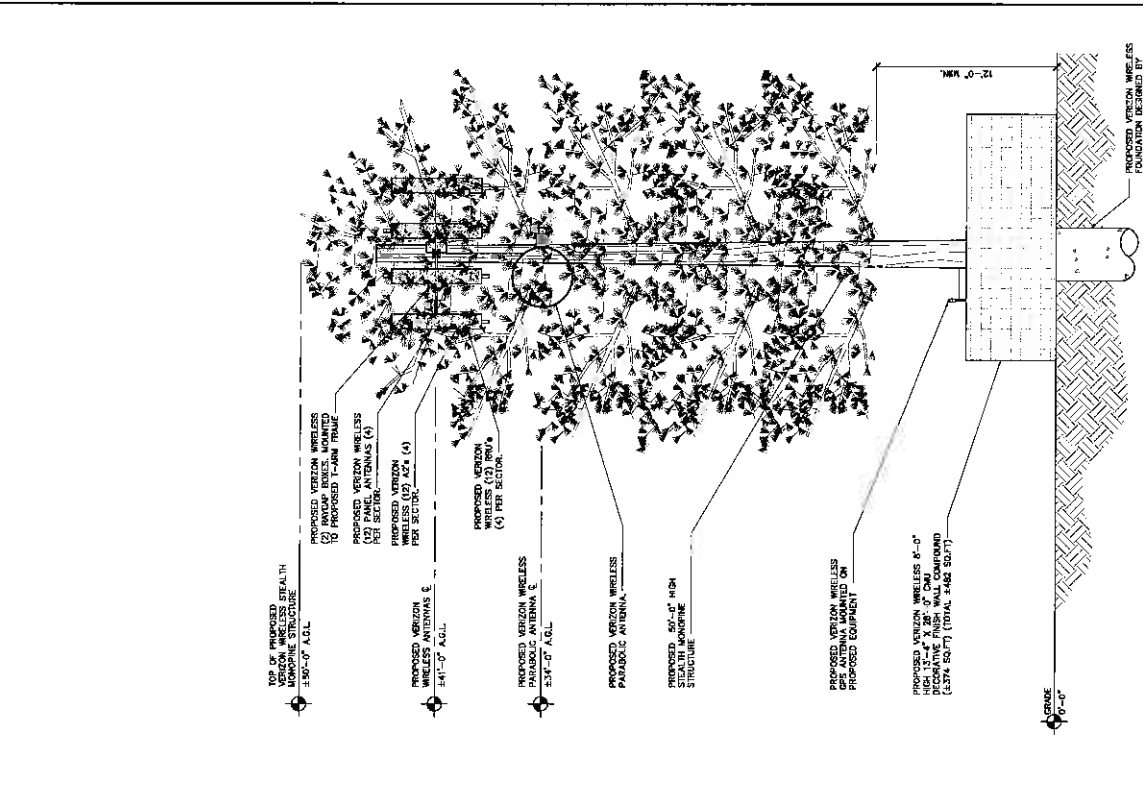 TOP OF PROPOSED
VERIZON WIRELESS STEALTH
MONOPINE STRUCTURE
±50'-0" A.G.L.
PROPOSED VERIZON WIRELESS
(2) RAYCAP BOXES. MOUNTED
TO PROPOSED T-ARM FRAME
PROPOSED VERIZON WIRELESS
(12) PANEL ANTENNAS (4)
PER SECTOR.
PROPOSED VERIZON
WIRELESS (12) A2's (4)
PER SECTOR.
PROPOSED VERIZON
WIRELESS ANTENNAS ℄
±41'-0" A.G.L.
PROPOSED VERIZON
WIRELESS (12) RRU's
(4) PER SECTOR.
PROPOSED VERIZON WIRELESS
PARABOLIC ANTENNA ℄
±34'-0" A.G.L.
PROPOSED VERIZON WIRELESS
PARABOLIC ANTENNA.
PROPOSED 50'-0" HIGH
STEALTH MONOPINE
STRUCTURE
PROPOSED VERIZON WIRELESS
GPS ANTENNA MOUNTED ON
PROPOSED EQUIPMENT
PROPOSED VERIZON WIRELESS 8'-0"
HIGH 13'-4" X 28'-0" CMU
DECORATIVE FINISH WALL COMPOUND
(±374 SQ.FT) (TOTAL ±482 SQ.FT)
GRADE
0'-0"
12'-0" MIN.
PROPOSED VERIZON WIRELESS
FOUNDATION DESIGNED BY